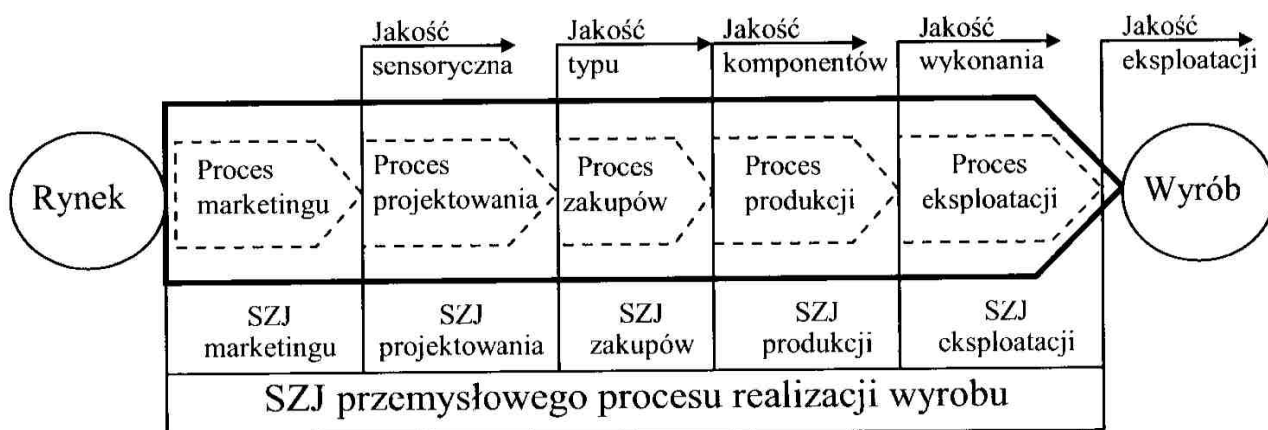 Jakość
sensoryczna
Jakość
typu
Jakość
komponentów
Jakość
wykonania
Jakość
eksploatacji
Rynek
Proces
marketingu
Proces
projektowania
Proces
zakupów
Proces
produkcji
Proces
eksploatacji
Wyrób
SZJ
marketingu
SZJ
projektowania
SZJ
zakupów
SZJ
produkcji
SZJ
eksploatacji
SZJ przemysłowego procesu realizacji wyrobu